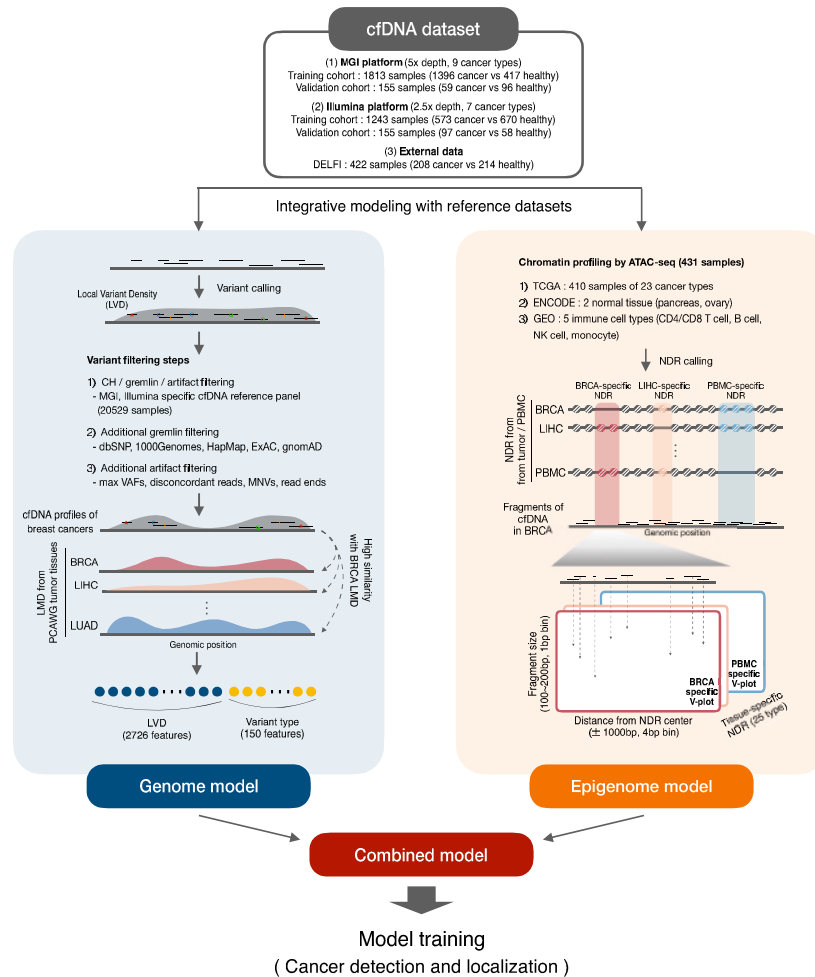 cfDNA dataset
(1) MGI platform (5x depth, 9 cancer types)
Training cohort : 1813 samples (1396 cancer vs 417 healthy)
Validation cohort : 155 samples (59 cancer vs 96 healthy)
(2) Illumina platform (2.5x depth, 7 cancer types)
Training cohort : 1243 samples (573 cancer vs 670 healthy)
Validation cohort : 155 samples (97 cancer vs 58 healthy)
(3) External data
DELFI : 422 samples (208 cancer vs 214 healthy)
Integrative modeling with reference datasets
Variant calling
Local Variant Density
(LVD)
Variant filtering steps
1) CH / gremlin / artifact filtering
- MGI, Illumina specific cfDNA reference panel
(20529 samples)
2) Additional gremlin filtering
- dbSNP, 1000Genomes, HapMap, ExAC, gnomAD
3) Additional artifact filtering
- max VAFs, disconcordant reads, MNVs, read ends
cfDNA profiles of
breast cancers
LMD from
PCAWG tumor tissues
BRCA
LIHC
LUAD
High similarity
with BRCA LMD
Genomic position
LVD
(2726 features)
Variant type
(150 features)
Genome model
Chromatin profiling by ATAC-seq (431 samples)
1) TCGA : 410 samples of 23 cancer types
2) ENCODE : 2 normal tissue (pancreas, ovary)
3) GEO : 5 immune cell types (CD4/CD8 T cell, B cell,
NK cell, monocyte)
NDR calling
BRCA-specific
NDR
LIHC-specific
NDR
PBMC-specific
NDR
NDR from
from tumor / PBMC
BRCA
LIHC
PBMC
Fragments of
cfDNA
in BRCA
Genomic position
Fragment size
(100~200bp, 1bp bin)
BRCA
specific
V-plot
PBMC
specific
V-plot
Distance from NDR center
(± 1000bp, 4bp bin)
Tissue-specific
NDR (25 type)
Epigenome model
Combined model
Model training
( Cancer detection and localization )